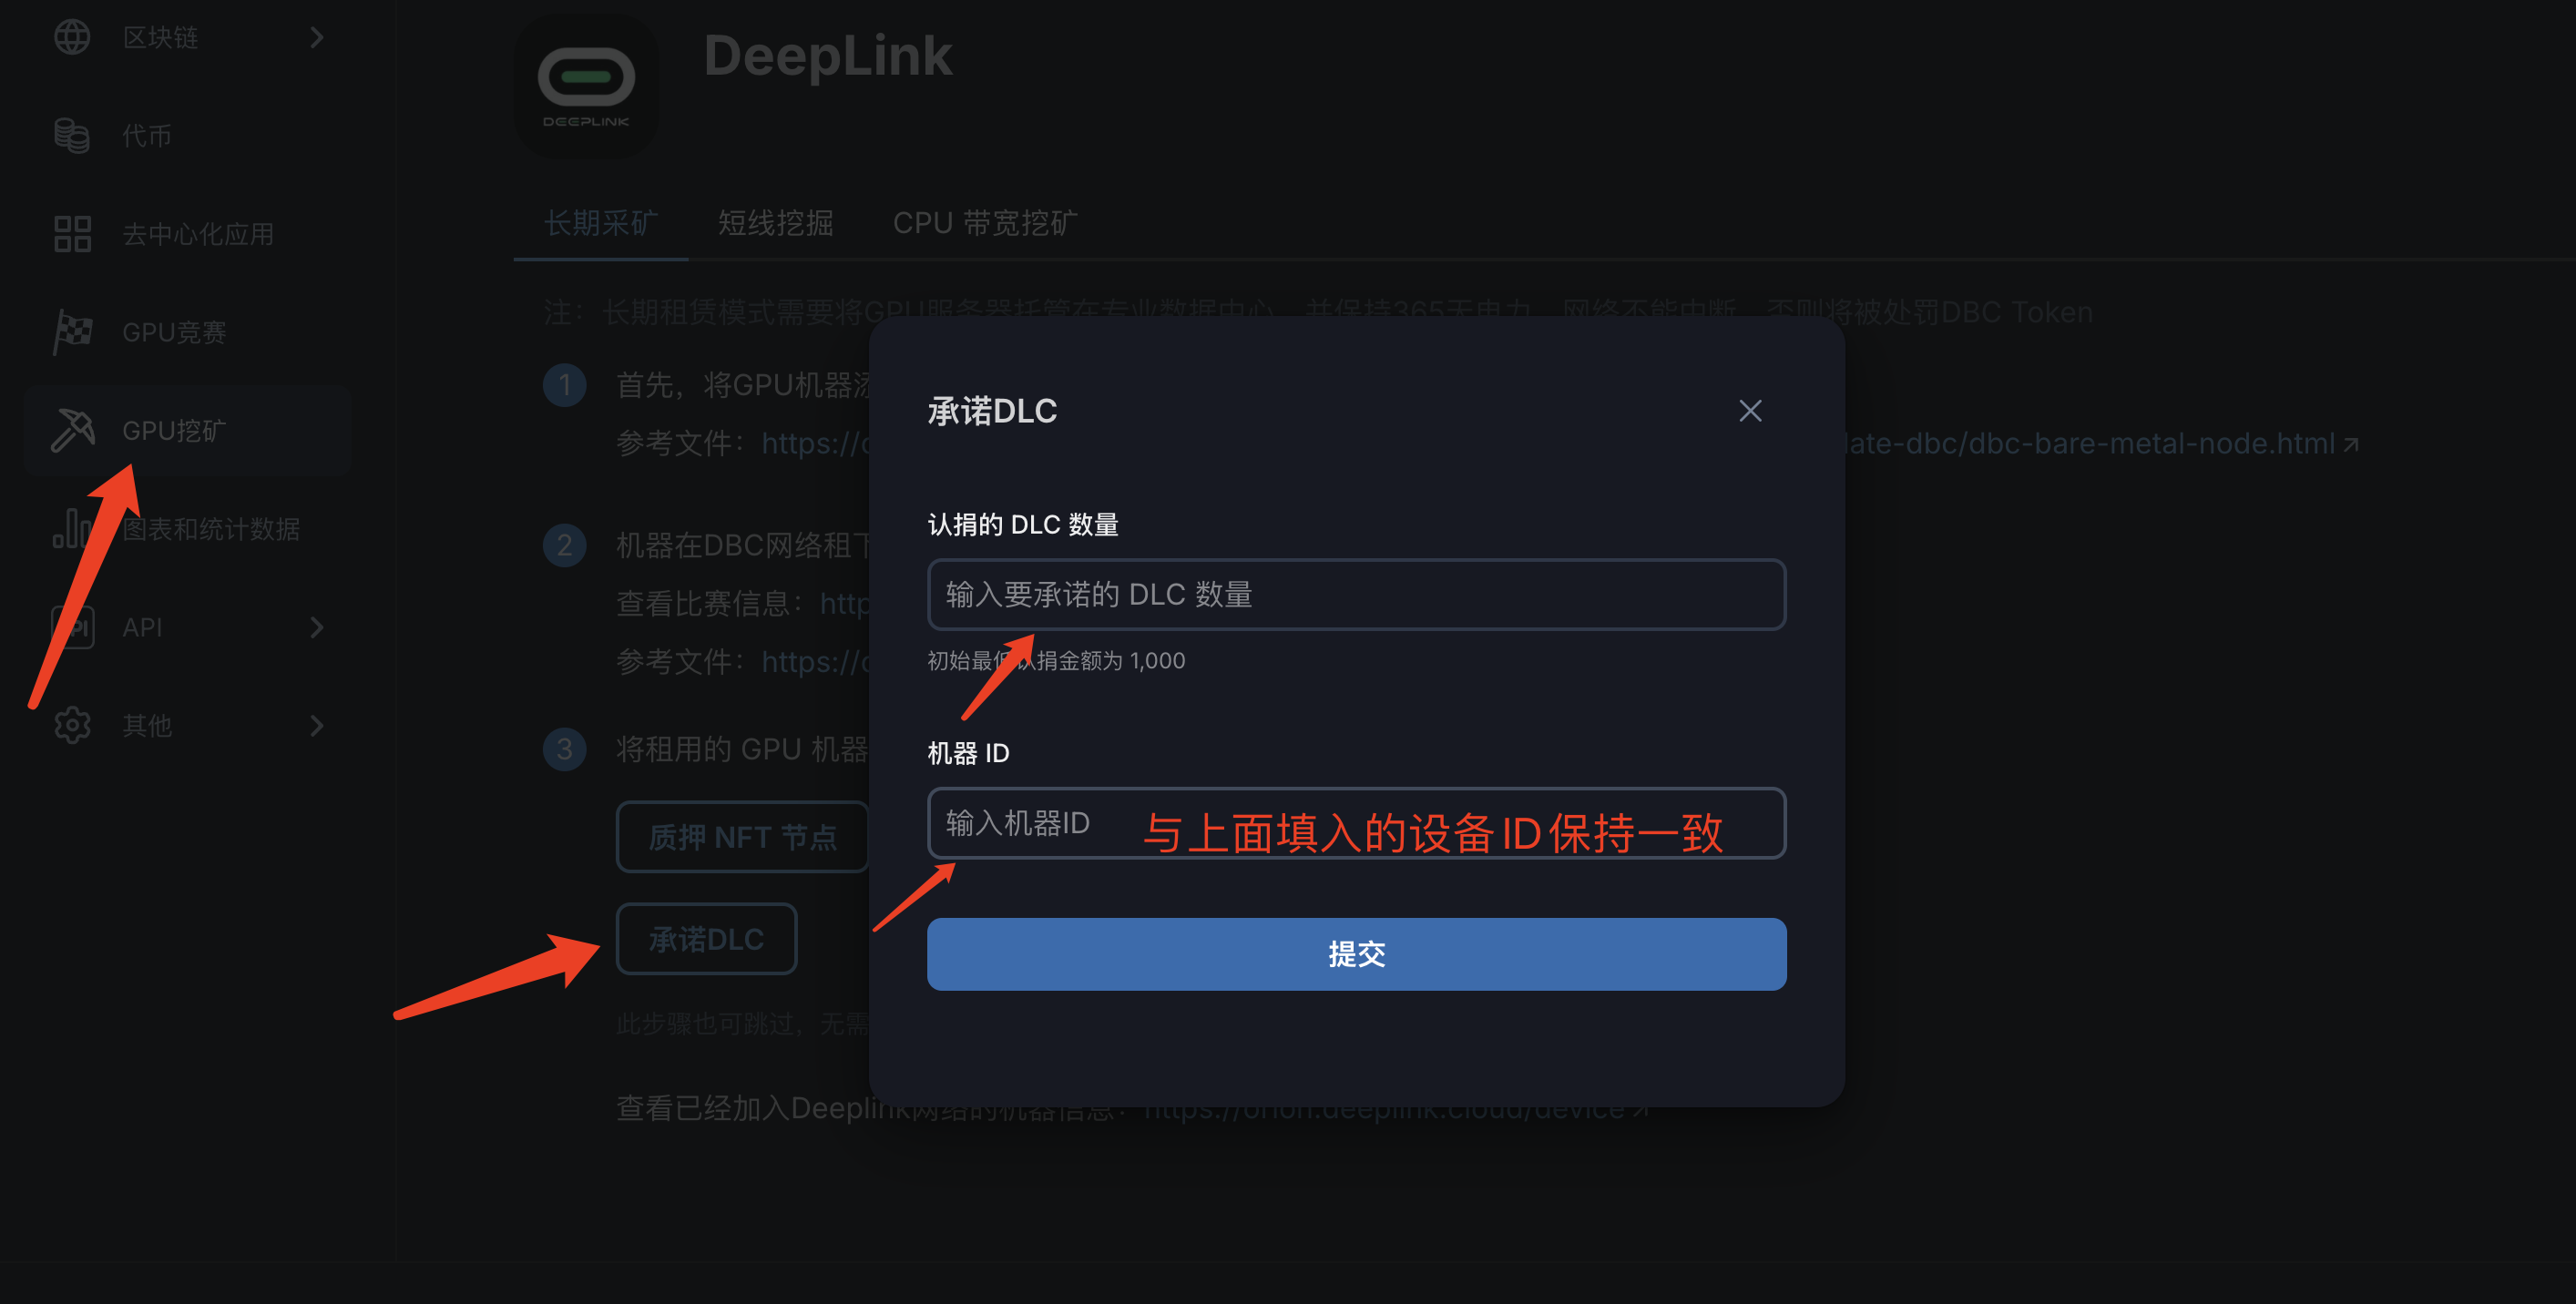 区块链
代币
去中心化应用
GPU竞赛
GPU挖矿
图表和统计数据
API
其他
DEEPLINK
DeepLink
长期采矿 短线挖掘 CPU 带宽挖矿
注：长期租赁模式需要将GPU服务器托管在专业数据中心，并保持365天电力、网络不能中断，否则将被处罚DBC Token
1 首先，将GPU机器添
参考文件：https:// ate-dbc/dbc-bare-metal-node.html
2 机器在DBC网络租下
查看比赛信息：http
参考文件：https://
3 将租用的 GPU 机器
质押 NFT 节点
承诺DLC
此步骤也可跳过，无需
查看已经加入Deeplink网络的机器信息：https://orion.deeplink.cloud/device
承诺DLC
认捐的 DLC 数量
输入要承诺的 DLC 数量
初始最低认捐金额为 1,000
机器 ID
输入机器ID
与上面填入的设备ID保持一致
提交